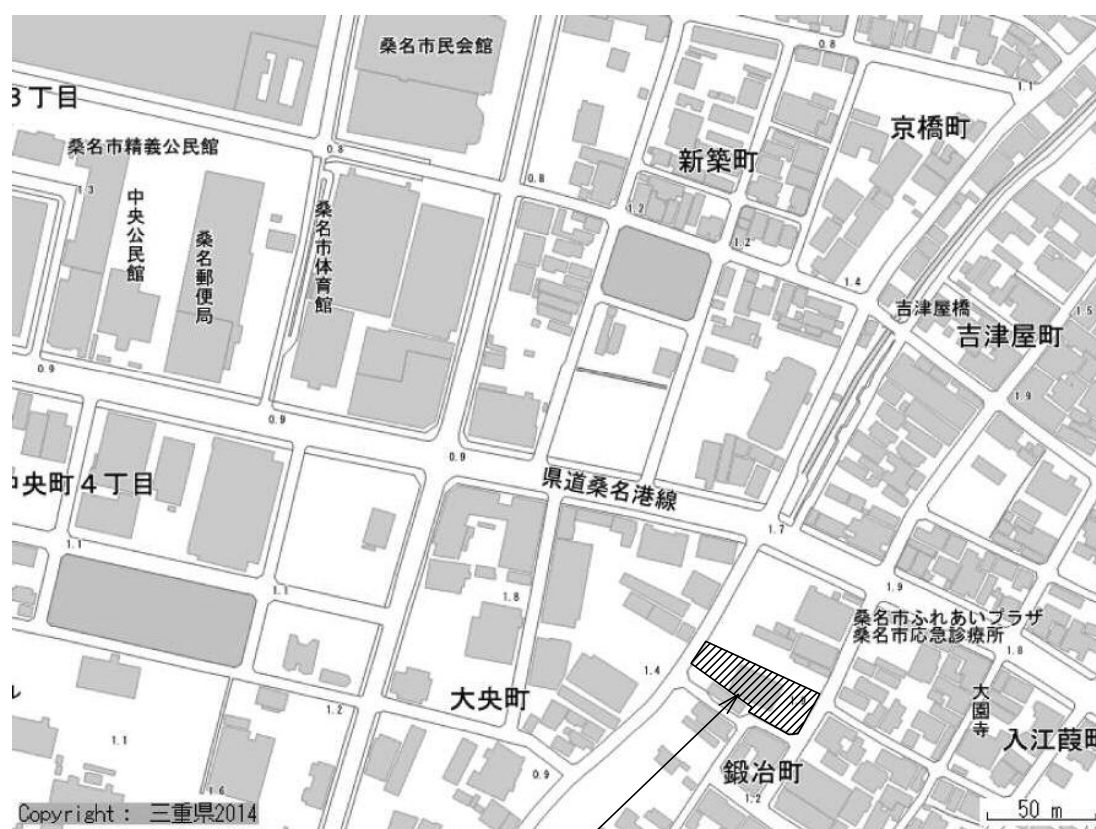 桑名市民会館
0.8
3丁目
1.1
京橋町
桑名市精義公民館
0.8
新築町
1.3
0.8
中央公民館
桑名郵便局
桑名市体育館
1.2
1.2
1.4
吉津屋橋
吉津屋町
1.5
0.9
1.9
0.9
0.9
中央町4丁目
県道桑名港線
1.7
1.1
1.1
1.8
1.9
桑名市ふれあいプラザ
桑名市応急診療所
1.8
1.4
大央町
大園寺
入江葭町
1.2
1.1
鍛冶町
0.9
1.2
1.6
Copyright : 三重県2014
50 m